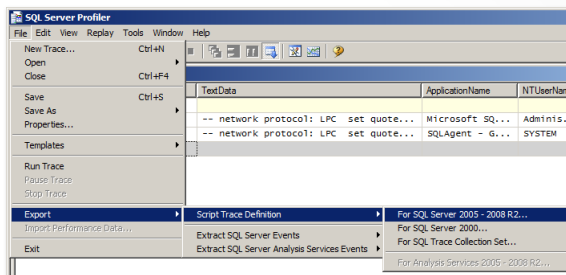 SQL Server Profiler
File Edit View Replay Tools Window Help
New Trace... Ctrl+N
Open
Close Ctrl+F4
Save Ctrl+S
Save As
Properties...
Templates
Run Trace
Pause Trace
Stop Trace
Export
Import Performance Data...
Exit
TextData ApplicationName NTUserNam
-- network protocol: LPC set quote... Microsoft SQ... Adminis.
-- network protocol: LPC set quote... SQLAgent - G... SYSTEM
Script Trace Definition
Extract SQL Server Events
Extract SQL Server Analysis Services Events
For SQL Server 2005 - 2008 R2...
For SQL Server 2000...
For SQL Trace Collection Set...
For Analysis Services 2005 - 2008 R2...